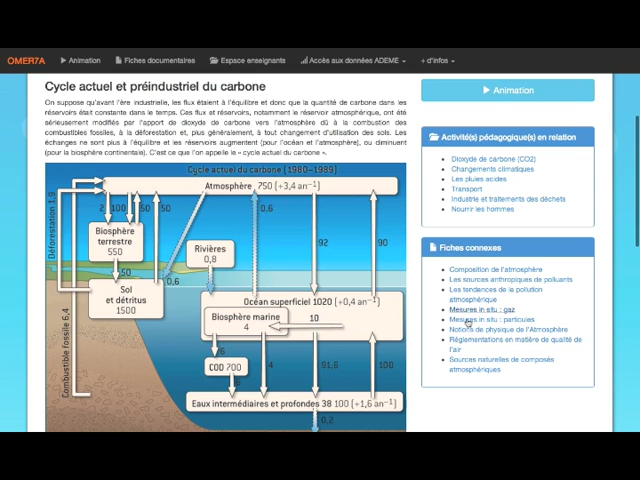 OMER7A
Animation
Fiches documentaires
Espace enseignants
Accès aux données ADEME
+ d'infos
Cycle actuel et préindustriel du carbone
On suppose qu'avant l'ère industrielle, les flux étaient à l'équilibre et donc que la quantité de carbone dans les
réservoirs était constante dans le temps. Ces flux et réservoirs, notamment le réservoir atmosphérique, ont été
sérieusement modifiés par l'apport de dioxyde de carbone vers l'atmosphère dû à la combustion des
combustibles fossiles, à la déforestation et, plus généralement, à tout changement d'utilisation des sols. Les
échanges ne sont plus à l'équilibre et les réservoirs augmentent (pour l'océan et l'atmosphère), ou diminuent
(pour la biosphère continentale). C'est ce que l'on appelle le « cycle actuel du carbone ».
Cycle actuel du carbone (1980–1989)
Atmosphère 750 (+3,4 an⁻¹)
Déforestation 1,9
2
100
50
50
0,6
92
90
Biosphère
terrestre
550
Rivières
0,8
50
0,6
Sol
et détritus
1500
Océan superficiel 1020 (+0,4 an⁻¹)
Biosphère marine
4
10
Combustible fossile 6,4
6
COD 700
6
4
91,6
100
Eaux intermédiaires et profondes 38 100 (+1,6 an⁻¹)
0,2
Animation
Activité(s) pédagogique(s) en relation
Dioxyde de carbone (CO2)
Changements climatiques
Les pluies acides
Transport
Industrie et traitements des déchets
Nourrir les hommes
Fiches connexes
Composition de l'atmosphère
Les sources anthropiques de polluants
Les tendances de la pollution
atmosphérique
Mesures in situ : gaz
Mesures in situ : particules
Notions de physique de l'Atmosphère
Réglementations en matière de qualité de
l'air
Sources naturelles de composés
atmosphériques